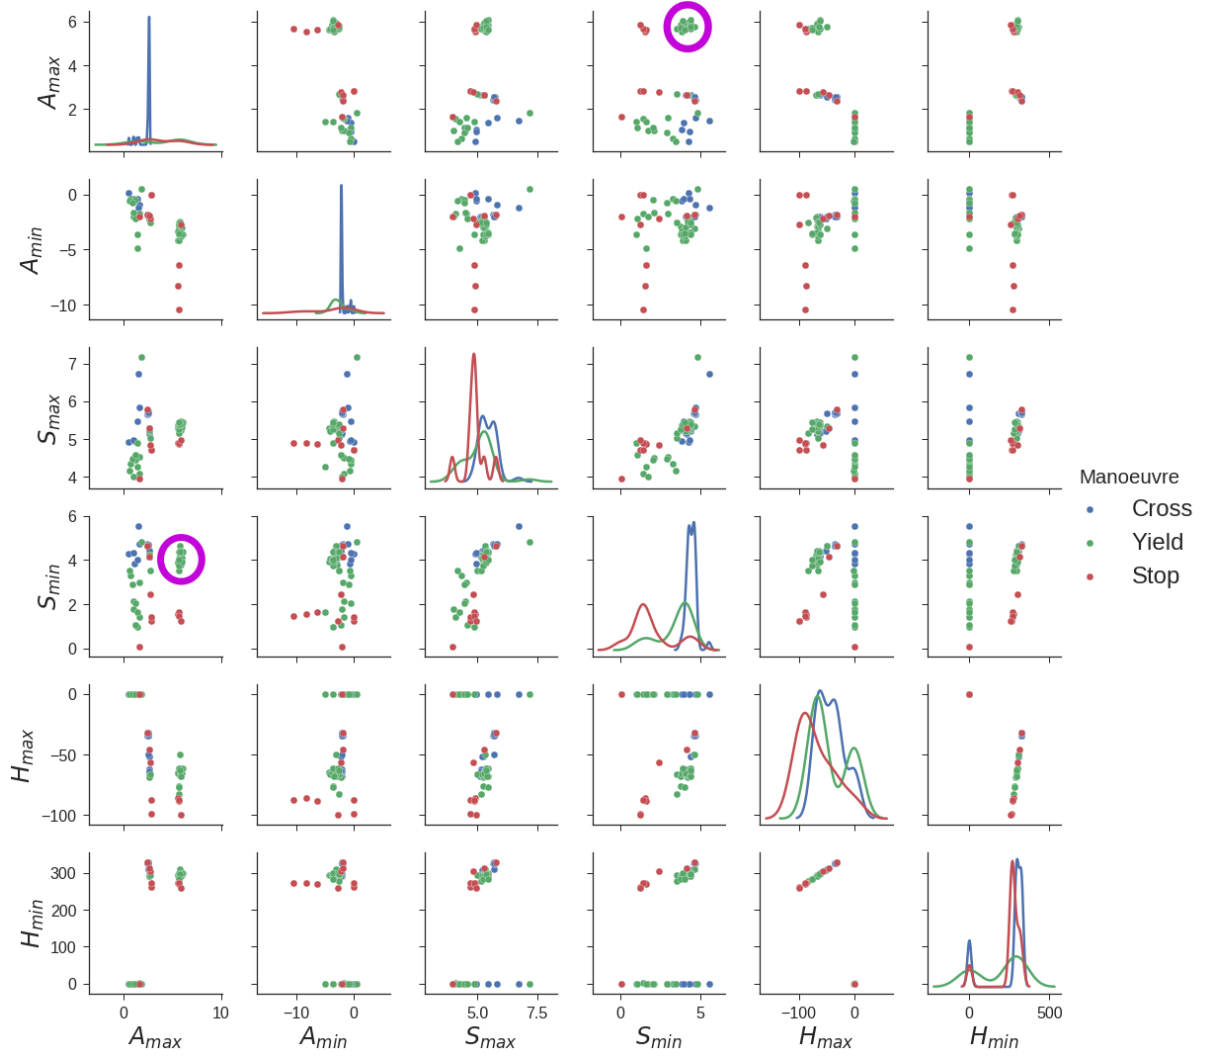 6
4
2
A_max
0
−5
−10
A_min
7
6
5
4
S_max
6
4
2
0
S_min
0
−50
−100
H_max
300
200
100
0
H_min
0 10
−10 0
5.0 7.5
0 5
−100 0
0 500
A_max A_min S_max S_min H_max H_min
Manoeuvre
Cross
Yield
Stop